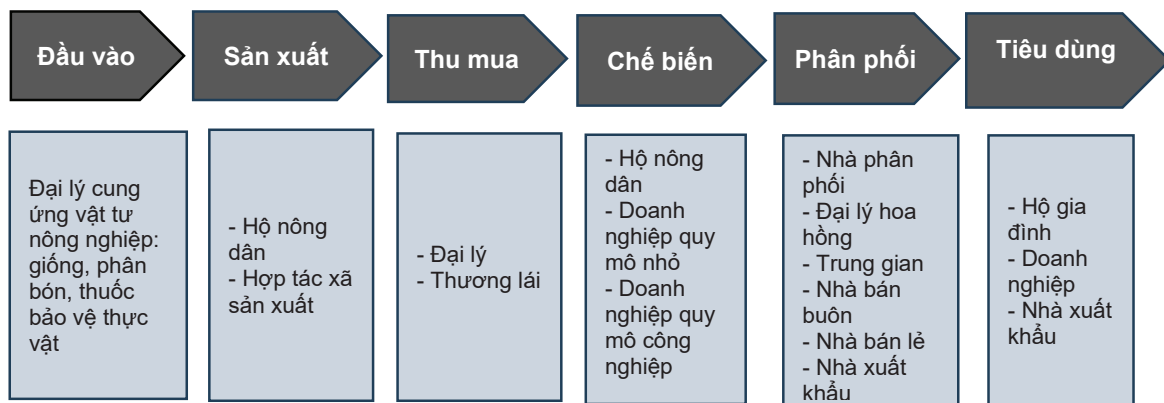 Đầu vào
Sản xuất
Thu mua
Chế biến
Phân phối
Tiêu dùng
Đại lý cung
ứng vật tư
nông nghiệp:
giống, phân
bón, thuốc
bảo vệ thực
vật
- Hộ nông
dân
- Hợp tác xã
sản xuất
- Đại lý
- Thương lái
- Hộ nông
dân
- Doanh
nghiệp quy
mô nhỏ
- Doanh
nghiệp quy
mô công
nghiệp
- Nhà phân
phối
- Đại lý hoa
hồng
- Trung gian
- Nhà bán
buôn
- Nhà bán lẻ
- Nhà xuất
khẩu
- Hộ gia
đình
- Doanh
nghiệp
- Nhà xuất
khẩu